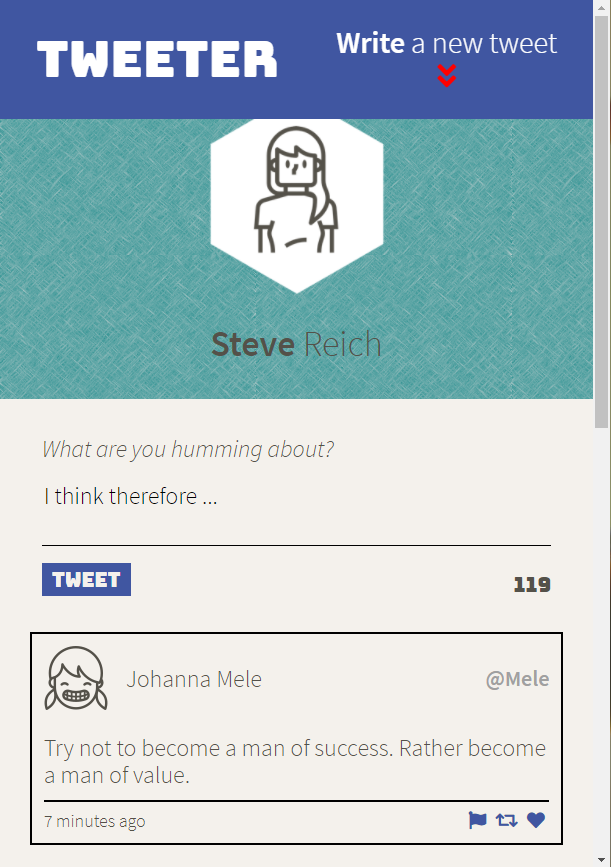 TWEETER
Write a new tweet
Steve Reich
What are you humming about?
I think therefore ...
TWEET
119
Johanna Mele
@Mele
Try not to become a man of success. Rather become
a man of value.
7 minutes ago